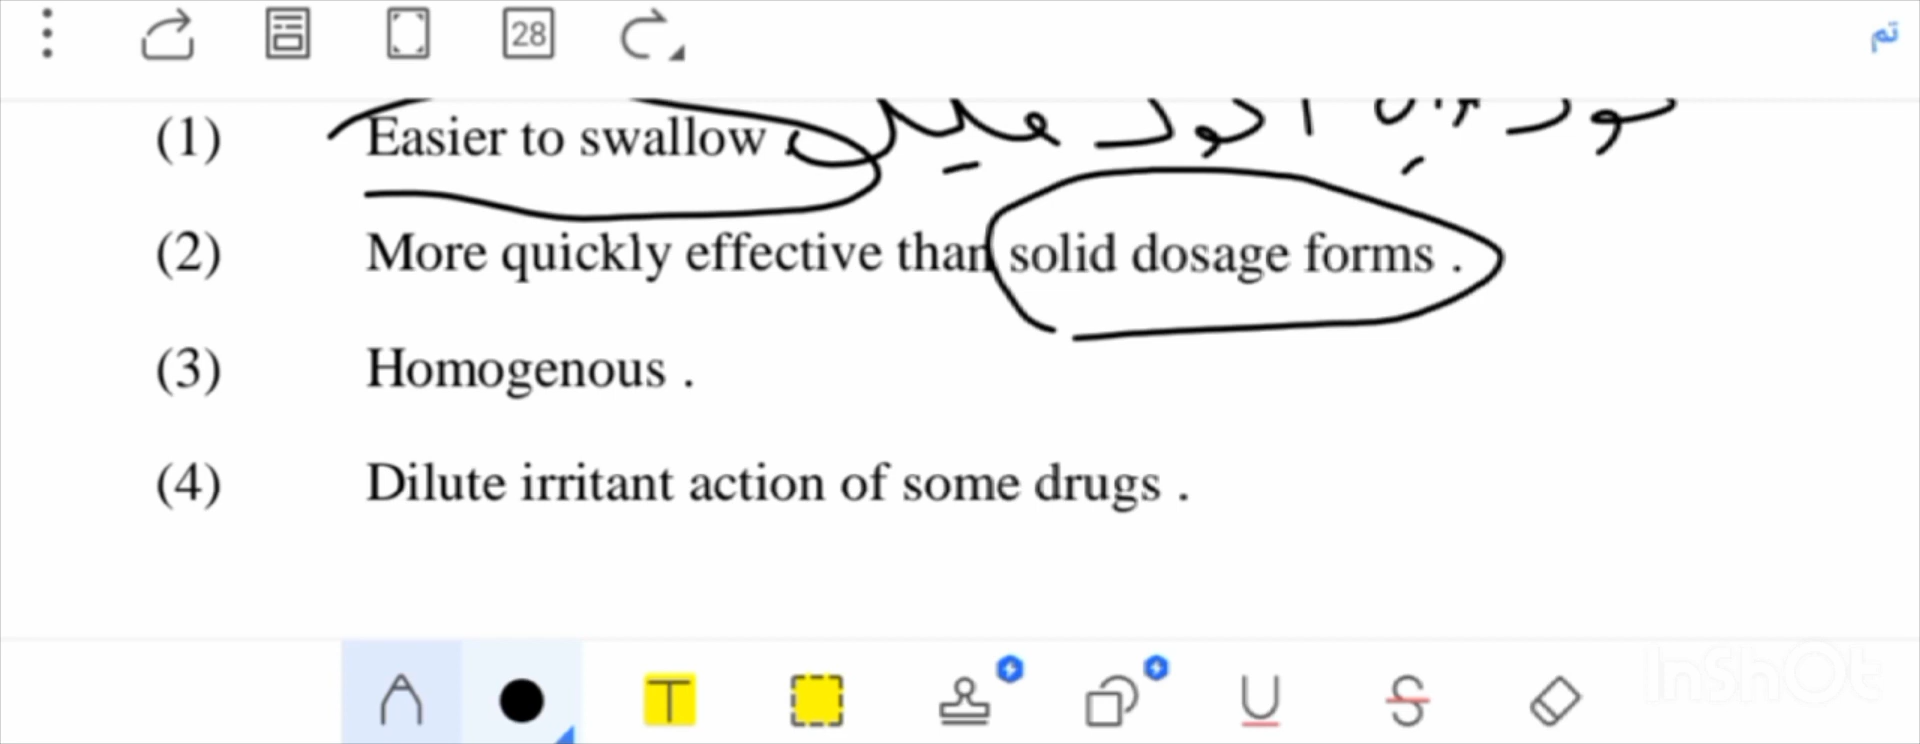 28
تم
(1) Easier to swallow
(2) More quickly effective than solid dosage forms .
(3) Homogenous .
(4) Dilute irritant action of some drugs .
T
U
S
InShOt